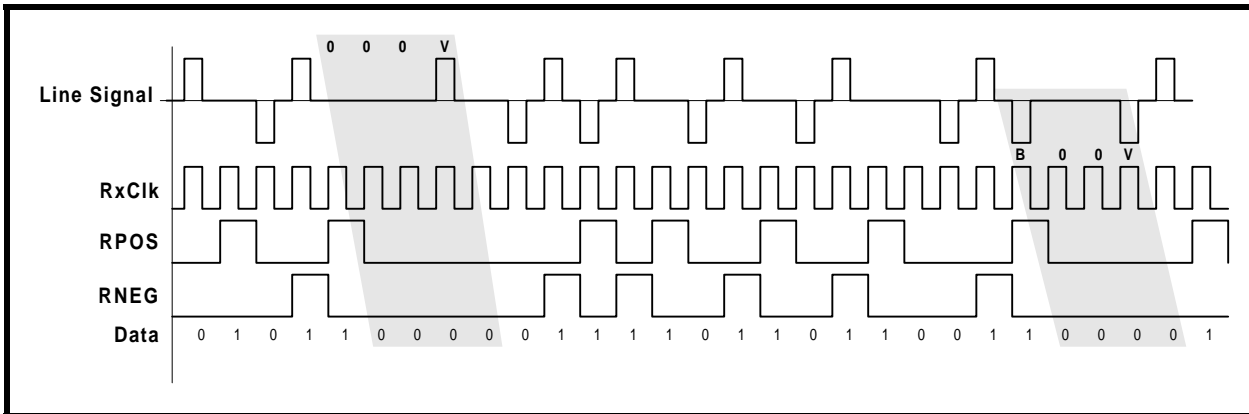 0 0 0 V
Line Signal
B 0 0 V
RxClk
RPOS
RNEG
Data 0 1 0 1 1 0 0 0 0 0 1 1 1 1 0 1 1 0 1 1 0 0 1 1 0 0 0 0 1